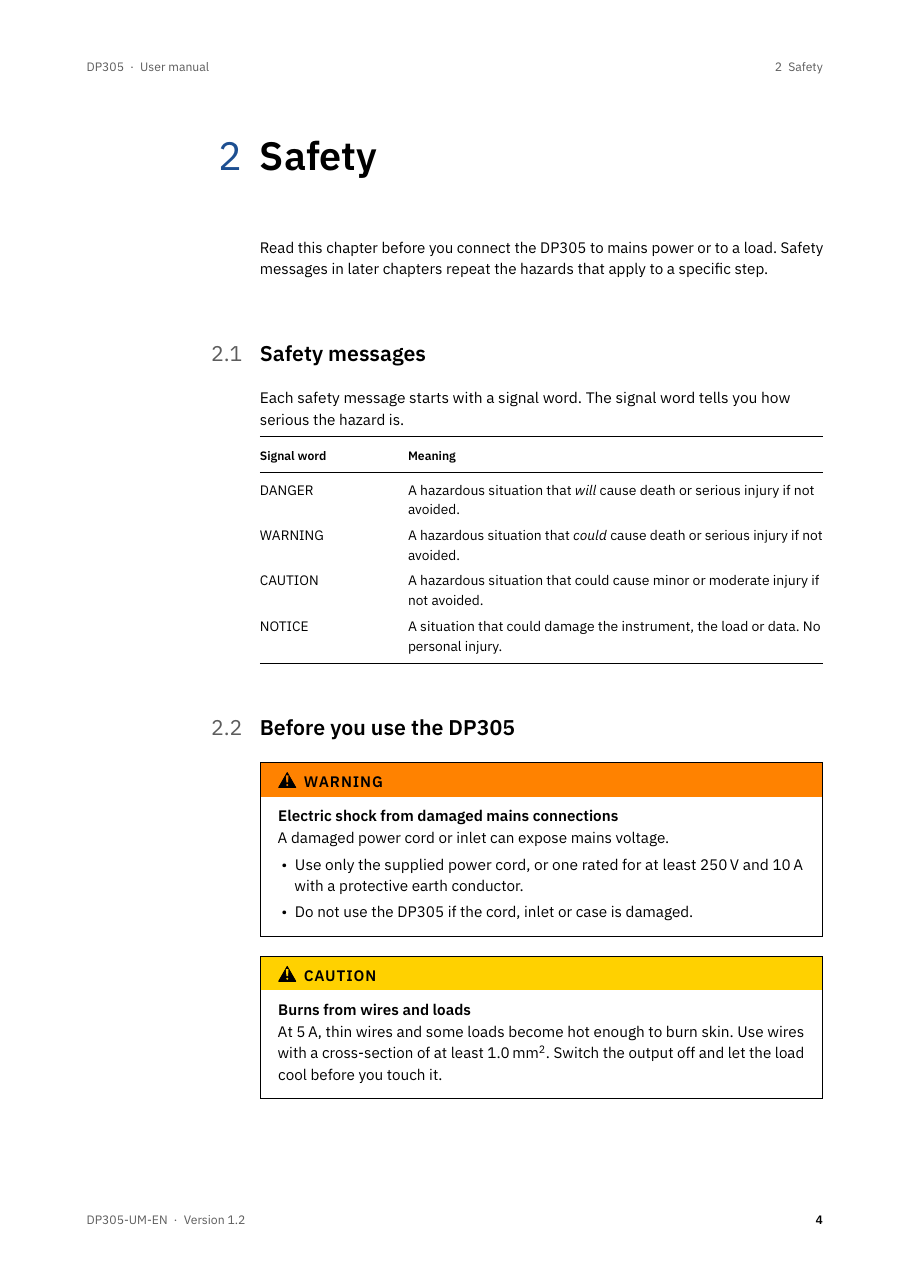 DP305 · User manual
2 Safety
2 Safety
Read this chapter before you connect the DP305 to mains power or to a load. Safety
messages in later chapters repeat the hazards that apply to a specific step.
2.1 Safety messages
Each safety message starts with a signal word. The signal word tells you how
serious the hazard is.
Signal word Meaning
DANGER A hazardous situation that will cause death or serious injury if not
avoided.
WARNING A hazardous situation that could cause death or serious injury if not
avoided.
CAUTION A hazardous situation that could cause minor or moderate injury if
not avoided.
NOTICE A situation that could damage the instrument, the load or data. No
personal injury.
2.2 Before you use the DP305
WARNING
Electric shock from damaged mains connections
A damaged power cord or inlet can expose mains voltage.
• Use only the supplied power cord, or one rated for at least 250 V and 10 A
with a protective earth conductor.
• Do not use the DP305 if the cord, inlet or case is damaged.
CAUTION
Burns from wires and loads
At 5 A, thin wires and some loads become hot enough to burn skin. Use wires
with a cross-section of at least 1.0 mm². Switch the output off and let the load
cool before you touch it.
DP305-UM-EN · Version 1.2
4